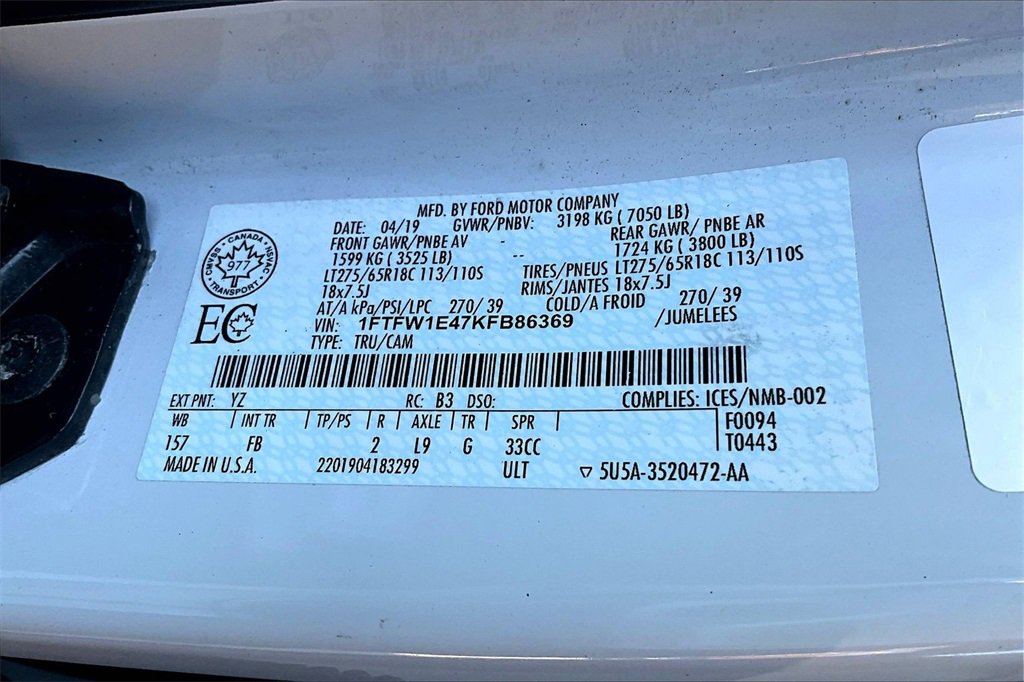 MFD. BY FORD MOTOR COMPANY
DATE: 04/19 GVWR/PNBV: 3198 KG ( 7050 LB)
FRONT GAWR/PNBE AV - REAR GAWR/ PNBE AR
1599 KG ( 3525 LB) -- 1724 KG ( 3800 LB)
LT275/65R18C 113/110S TIRES/PNEUS LT275/65R18C 113/110S
18x7.5J RIMS/JANTES 18x7.5J
AT/A kPa/PSI/LPC 270/ 39 COLD/A FROID 270/ 39
VIN: 1FTFW1E47KFB86369 /JUMELEES
TYPE: TRU/CAM
CANADA
NSVAC
TRANSPORT
CMVSS
977
EC
EXT PNT: YZ RC: B3 DSO: COMPLIES: ICES/NMB-002
WB | INT TR | TP/PS | R | AXLE | TR | SPR | F0094
157 FB 2 L9 G 33CC T0443
MADE IN U.S.A. 2201904183299 ULT ▽ 5U5A-3520472-AA